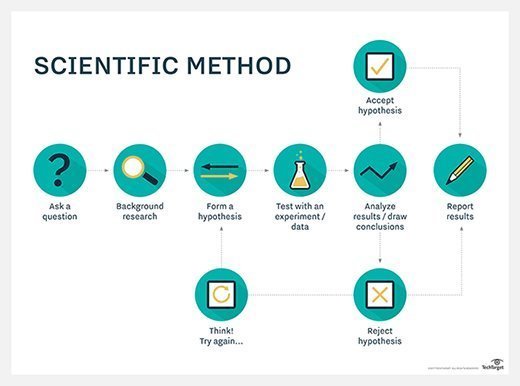 SCIENTIFIC METHOD
Accept
hypothesis
?
Ask a
question
Background
research
Form a
hypothesis
Test with an
experiment /
data
Analyze
results / draw
conclusions
Report
results
Think!
Try again...
Reject
hypothesis
TechTarget